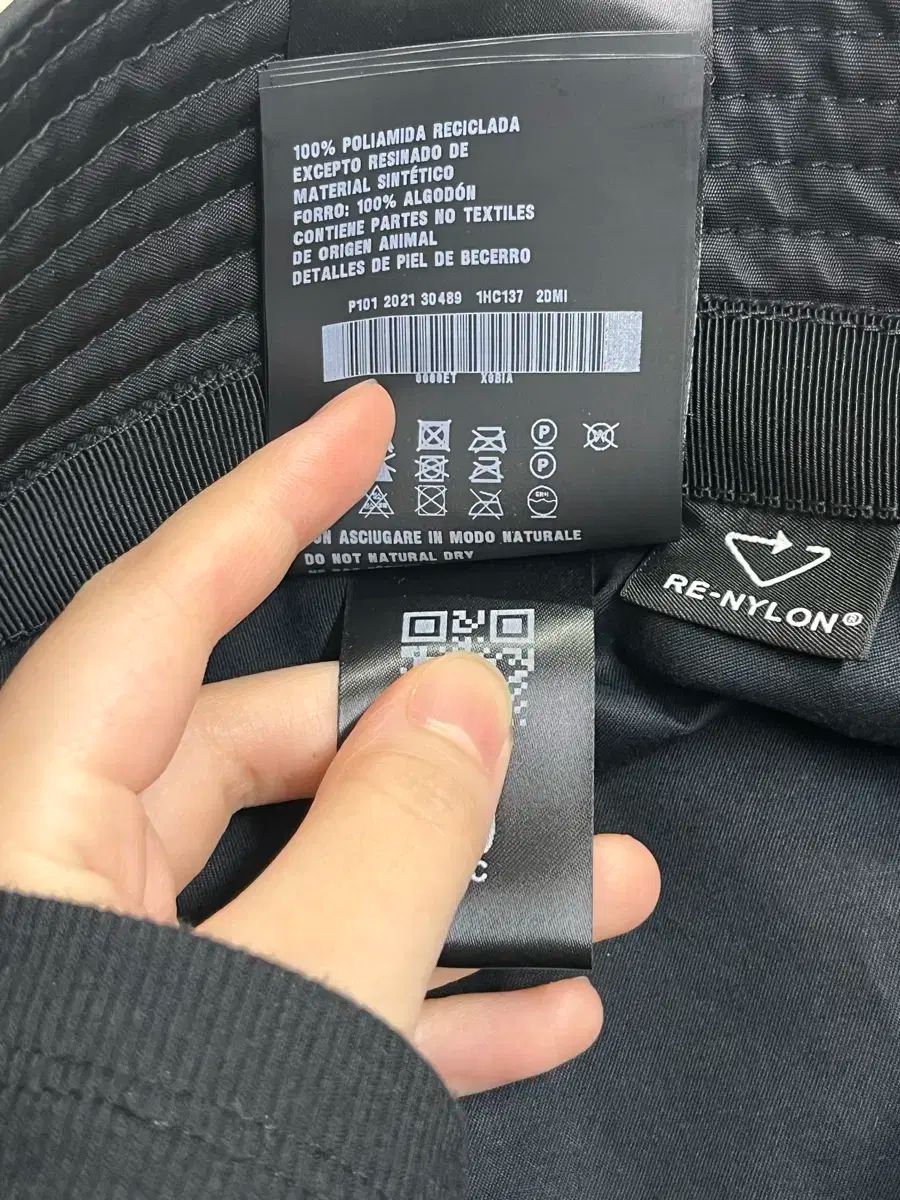 100% POLIAMIDA RECICLADA
EXCEPTO RESINADO DE
MATERIAL SINTÉTICO
FORRO: 100% ALGODÓN
CONTIENE PARTES NO TEXTILES
DE ORIGEN ANIMAL
DETALLES DE PIEL DE BECERRO
P101 2021 30489 1HC137 2DMI
P
W
P
ASCIUGARE IN MODO NATURALE
DO NOT NATURAL DRY
RE-NYLON®
C